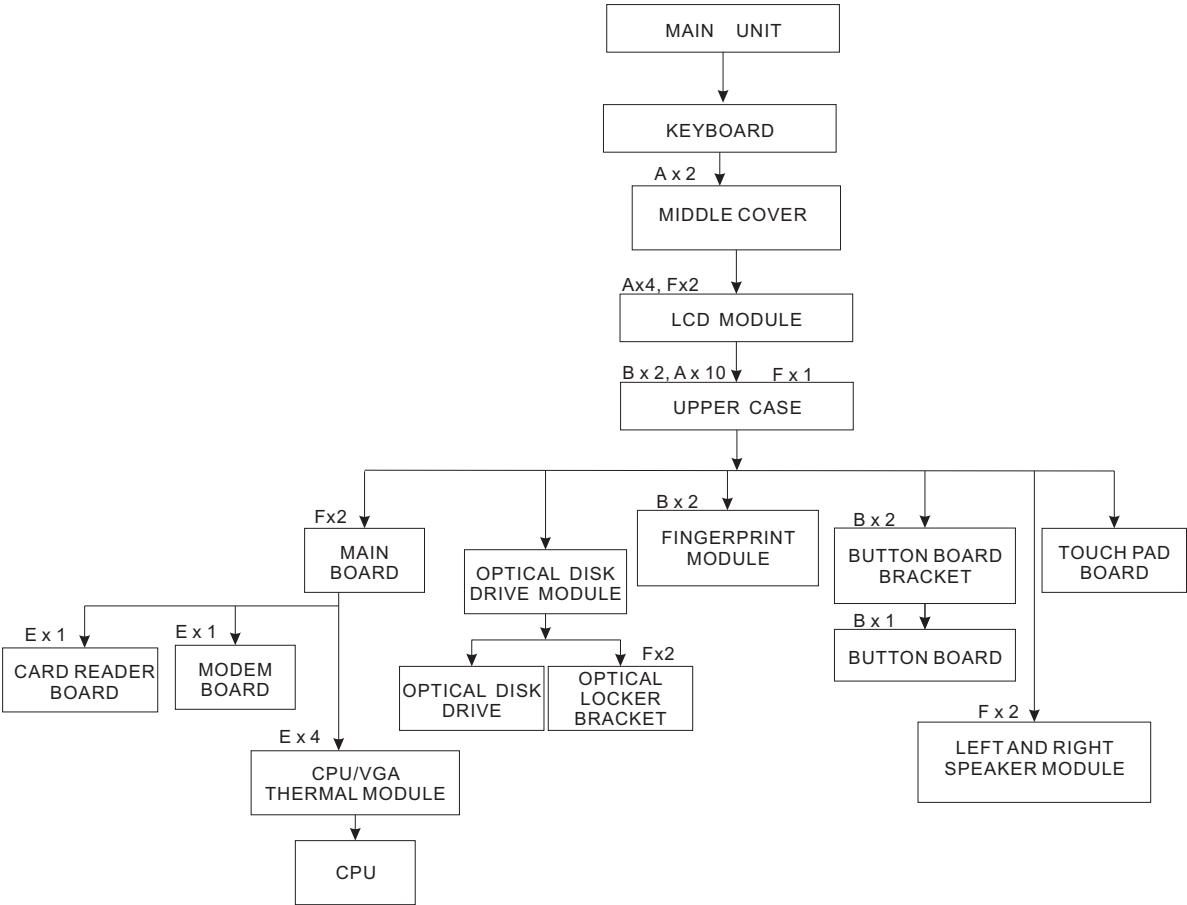 MAIN UNIT
KEYBOARD
A x 2
MIDDLE COVER
Ax4, Fx2
LCD MODULE
B x 2, A x 10 F x 1
UPPER CASE
Fx2
MAIN
BOARD
OPTICAL DISK
DRIVE MODULE
B x 2
FINGERPRINT
MODULE
B x 2
BUTTON BOARD
BRACKET
TOUCH PAD
BOARD
E x 1
CARD READER
BOARD
E x 1
MODEM
BOARD
OPTICAL DISK
DRIVE
Fx2
OPTICAL
LOCKER
BRACKET
B x 1
BUTTON BOARD
E x 4
CPU/VGA
THERMAL MODULE
F x 2
LEFT AND RIGHT
SPEAKER MODULE
CPU